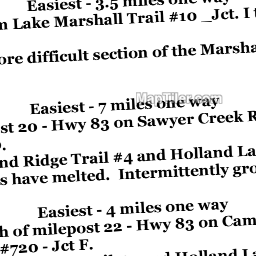 Easiest - 3.5 miles one way
Lake Marshall Trail #10 _Jct. I
ore difficult section of the Marsha
MapTiler.com
Easiest - 7 miles one way
st 20 - Hwy 83 on Sawyer Creek R
nd Ridge Trail #4 and Holland La
s have melted. Intermittently gro
Easiest - 4 miles one way
h of milepost 22 - Hwy 83 on Cam
#720 - Jct F.